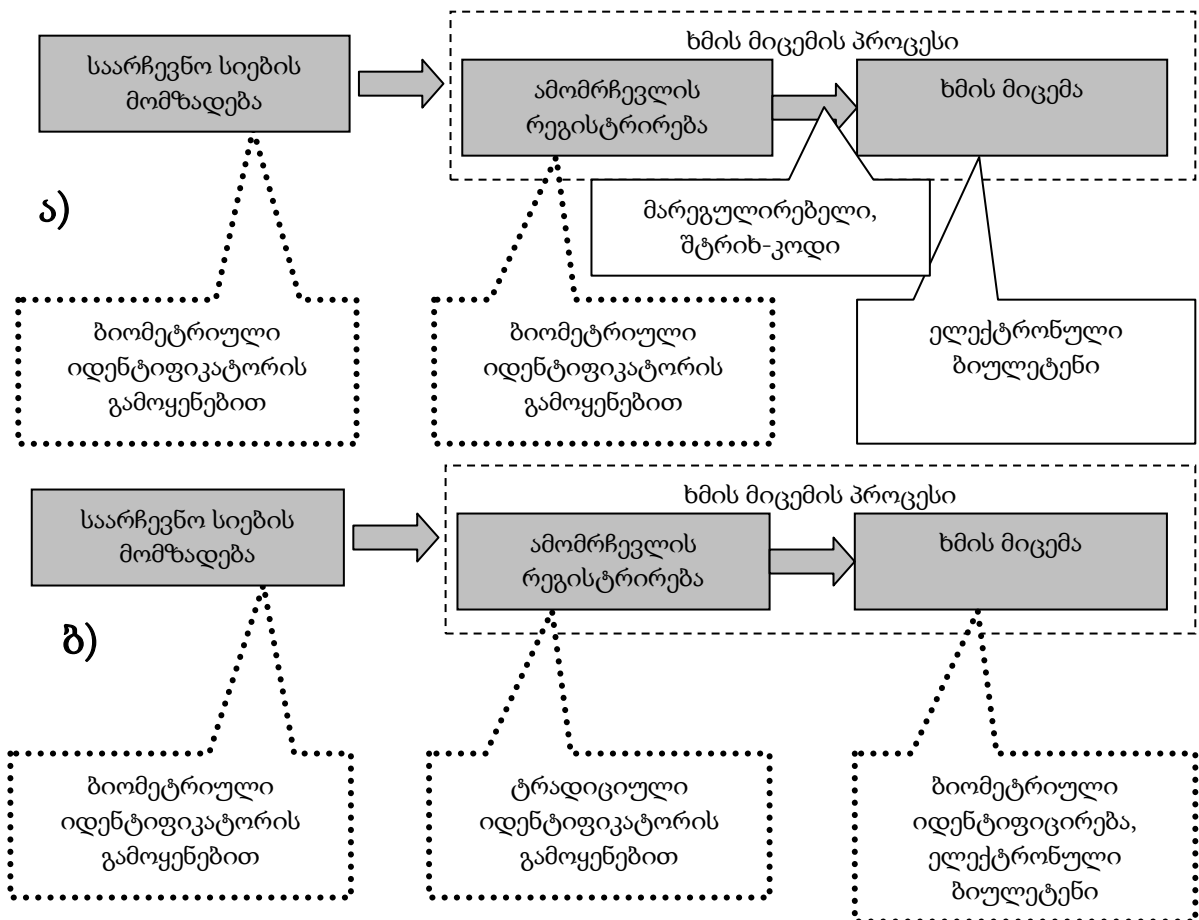 ხმის მიცემის პროცესი
საარჩევნო სიების
მომზადება
ამომრჩევლის
რეგისტრირება
ხმის მიცემა
ა)
მარეგულირებელი,
შტრიხ-კოდი
ბიომეტრიული
იდენტიფიკატორის
გამოყენებით
ბიომეტრიული
იდენტიფიკატორის
გამოყენებით
ელექტრონული
ბიულეტენი
ხმის მიცემის პროცესი
საარჩევნო სიების
მომზადება
ამომრჩევლის
რეგისტრირება
ხმის მიცემა
ბ)
ბიომეტრიული
იდენტიფიკატორის
გამოყენებით
ტრადიციული
იდენტიფიკატორის
გამოყენებით
ბიომეტრიული
იდენტიფიცირება,
ელექტრონული
ბიულეტენი